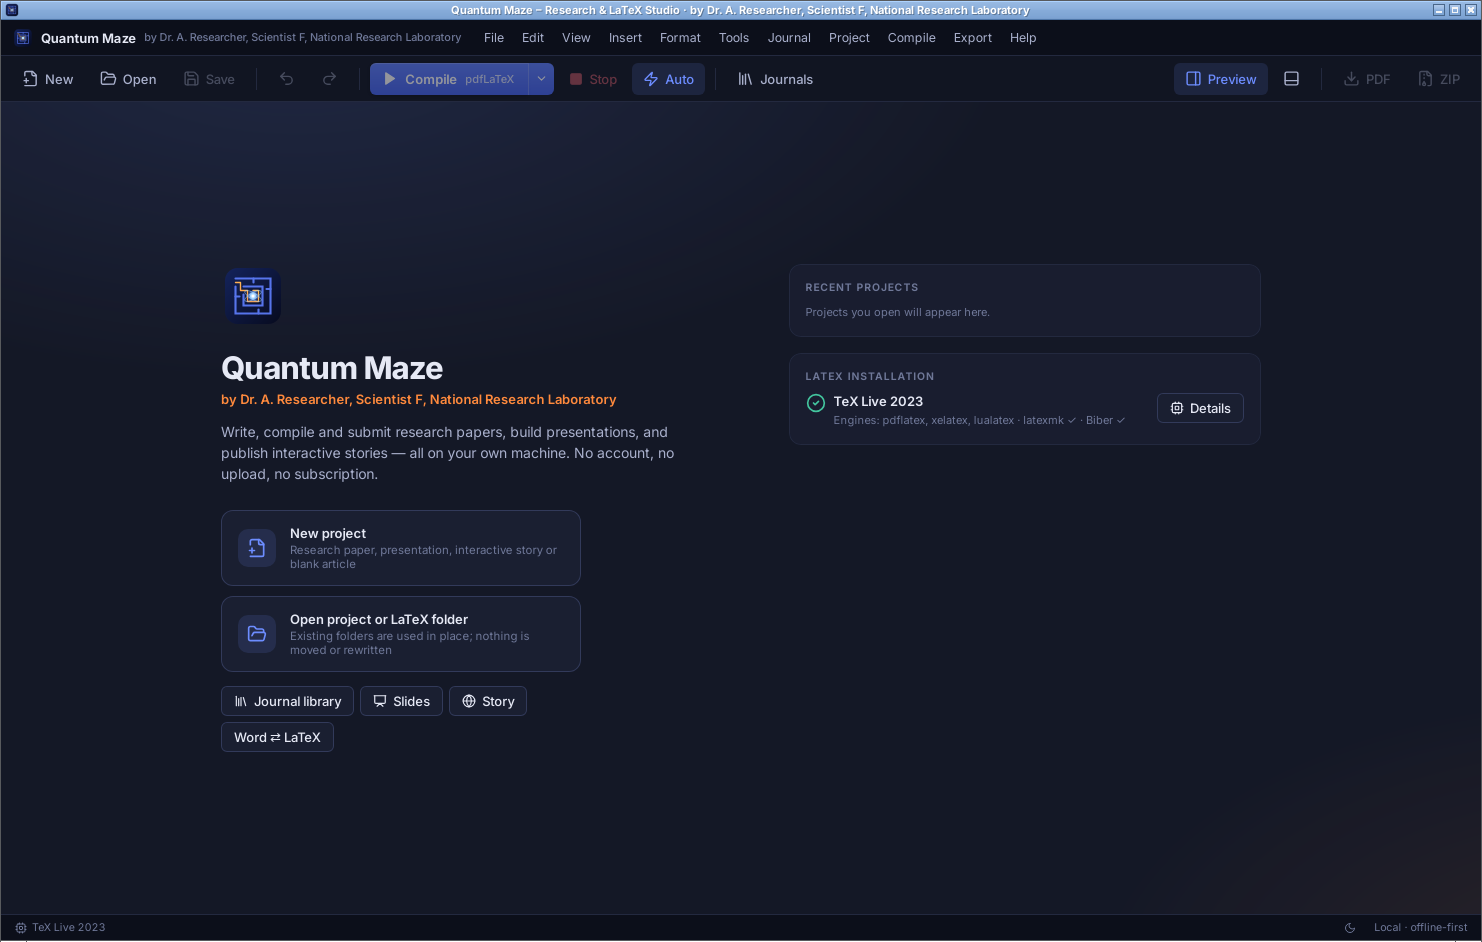 Quantum Maze – Research & LaTeX Studio · by Dr. A. Researcher, Scientist F, National Research Laboratory
Quantum Maze by Dr. A. Researcher, Scientist F, National Research Laboratory File Edit View Insert Format Tools Journal Project Compile Export Help
New Open Save Compile pdfLaTeX Stop Auto Journals Preview PDF ZIP
Quantum Maze
by Dr. A. Researcher, Scientist F, National Research Laboratory
Write, compile and submit research papers, build presentations, and
publish interactive stories — all on your own machine. No account, no
upload, no subscription.
New project
Research paper, presentation, interactive story or
blank article
Open project or LaTeX folder
Existing folders are used in place; nothing is
moved or rewritten
Journal library Slides Story
Word ⇄ LaTeX
RECENT PROJECTS
Projects you open will appear here.
LATEX INSTALLATION
TeX Live 2023
Engines: pdflatex, xelatex, lualatex · latexmk ✓ · Biber ✓
Details
TeX Live 2023 Local · offline-first